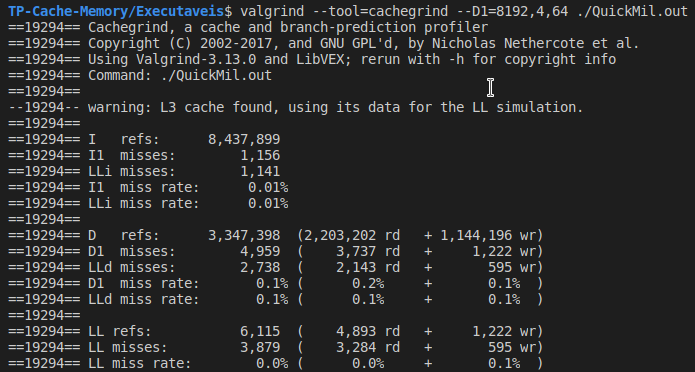 TP-Cache-Memory/Executaveis$ valgrind --tool=cachegrind --D1=8192,4,64 ./QuickMil.out
==19294== Cachegrind, a cache and branch-prediction profiler
==19294== Copyright (C) 2002-2017, and GNU GPL'd, by Nicholas Nethercote et al.
==19294== Using Valgrind-3.13.0 and LibVEX; rerun with -h for copyright info
==19294== Command: ./QuickMil.out
==19294==
--19294-- warning: L3 cache found, using its data for the LL simulation.
==19294==
==19294== I   refs:      8,437,899
==19294== I1  misses:        1,156
==19294== LLi misses:        1,141
==19294== I1  miss rate:      0.01%
==19294== LLi miss rate:      0.01%
==19294==
==19294== D   refs:      3,347,398  (2,203,202 rd   + 1,144,196 wr)
==19294== D1  misses:        4,959  (    3,737 rd   +     1,222 wr)
==19294== LLd misses:        2,738  (    2,143 rd   +       595 wr)
==19294== D1  miss rate:       0.1% (      0.2%     +       0.1%  )
==19294== LLd miss rate:       0.1% (      0.1%     +       0.1%  )
==19294==
==19294== LL refs:           6,115  (    4,893 rd   +     1,222 wr)
==19294== LL misses:         3,879  (    3,284 rd   +       595 wr)
==19294== LL miss rate:        0.0% (      0.0%     +       0.1%  )